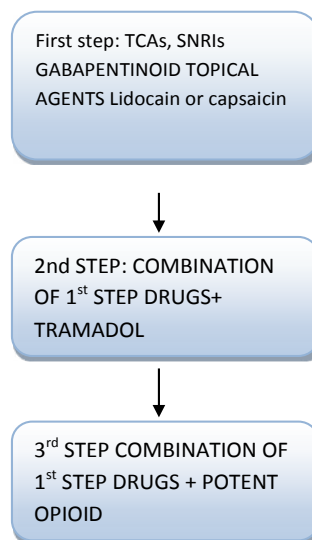 First step: TCAs, SNRIs
GABAPENTINOID TOPICAL
AGENTS Lidocain or capsaicin
2nd STEP: COMBINATION
OF 1st STEP DRUGS+
TRAMADOL
3rd STEP COMBINATION OF
1st STEP DRUGS + POTENT
OPIOID